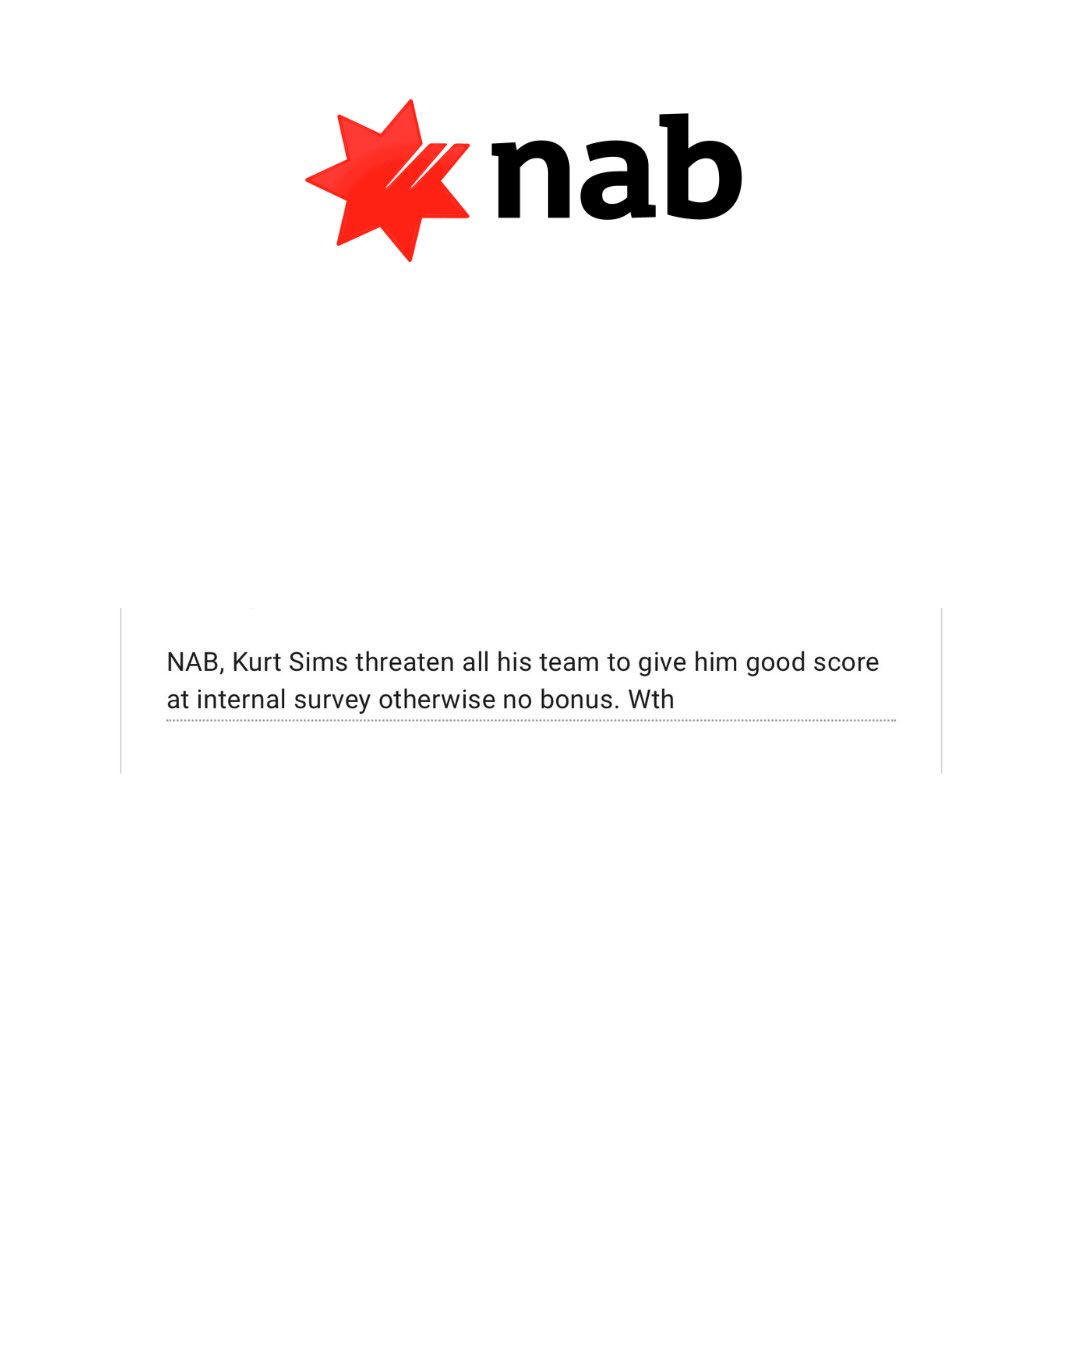 nab
NAB, Kurt Sims threaten all his team to give him good score
at internal survey otherwise no bonus. Wth